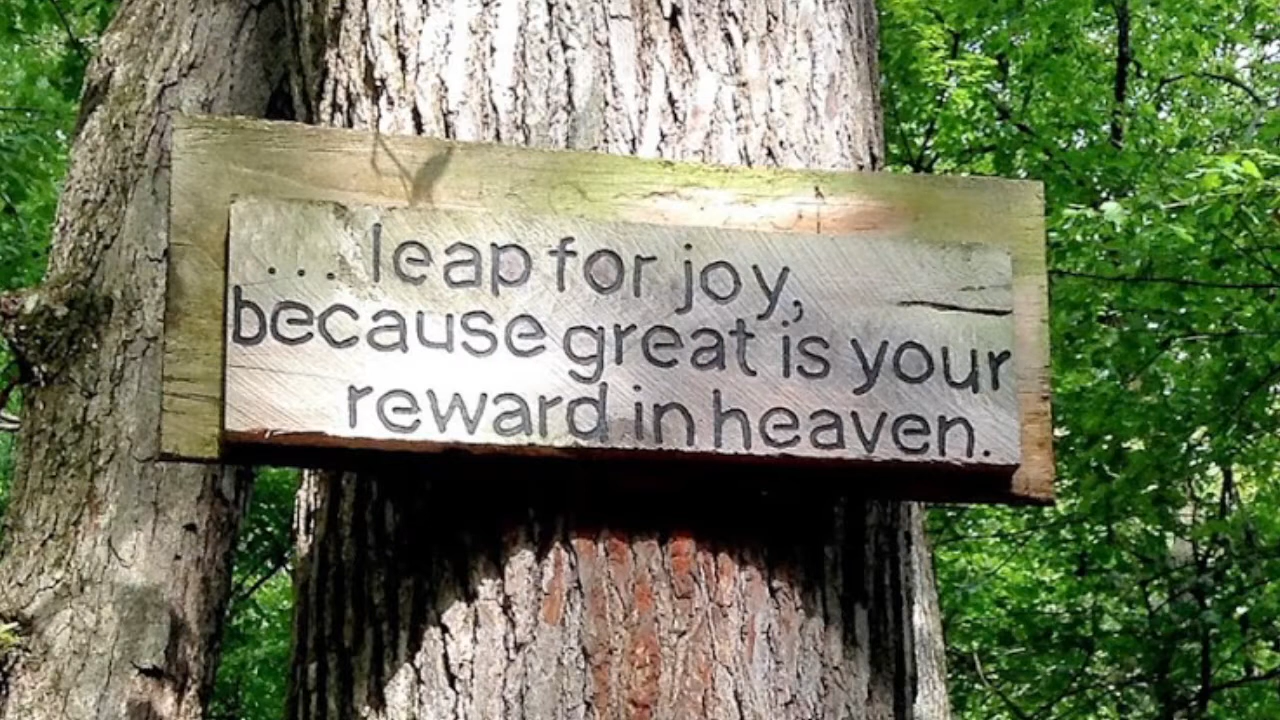 ... leap for joy,
because great is your
reward in heaven.